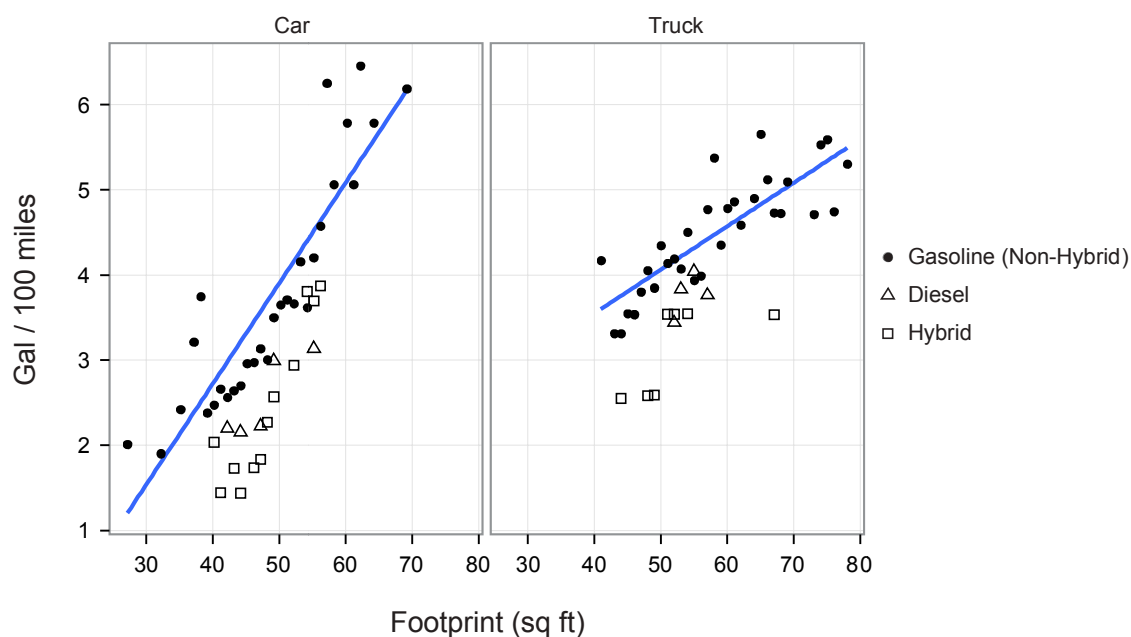 Car
Truck
Gal / 100 miles
6
5
4
3
2
1
30 40 50 60 70 80
30 40 50 60 70 80
Footprint (sq ft)
Gasoline (Non-Hybrid)
Diesel
Hybrid